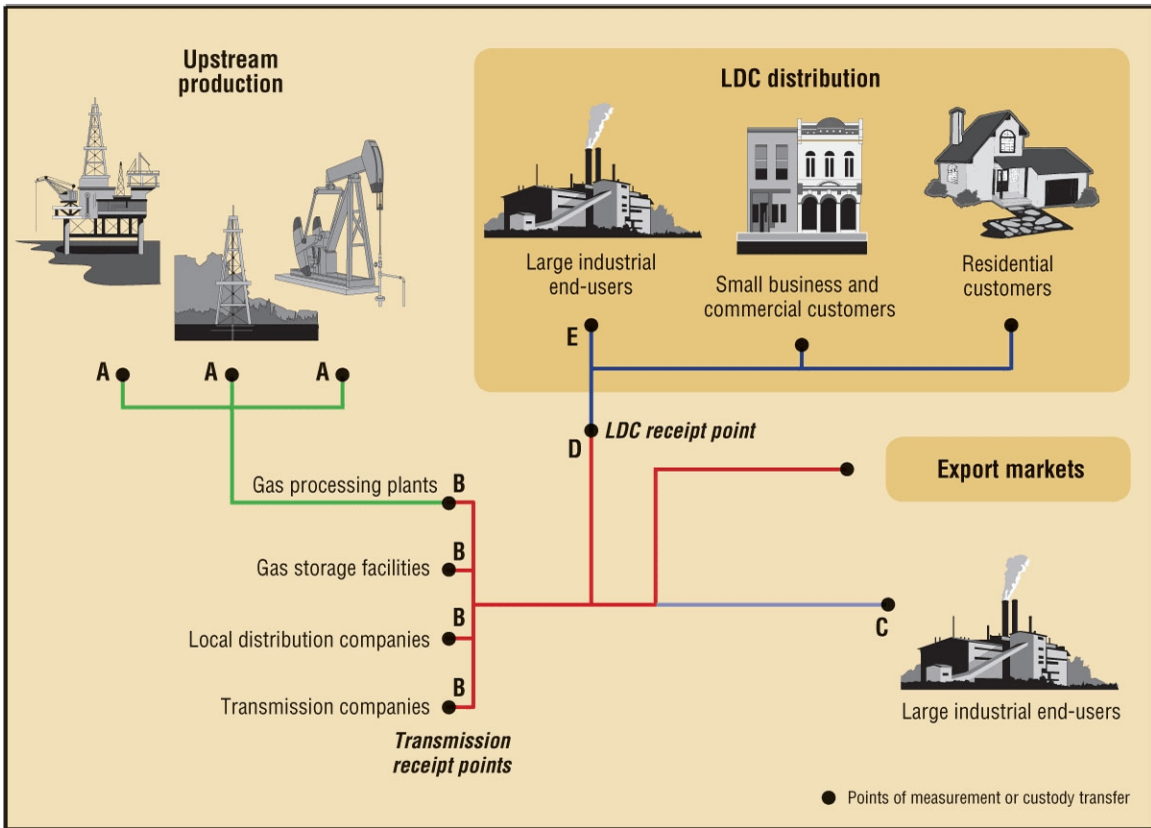 Upstream
production
LDC distribution
Large industrial
end-users
Small business and
commercial customers
Residential
customers
E
A
A
A
D
LDC receipt point
Export markets
Gas processing plants
B
Gas storage facilities
B
Local distribution companies
B
Transmission companies
B
Transmission
receipt points
C
Large industrial end-users
Points of measurement or custody transfer